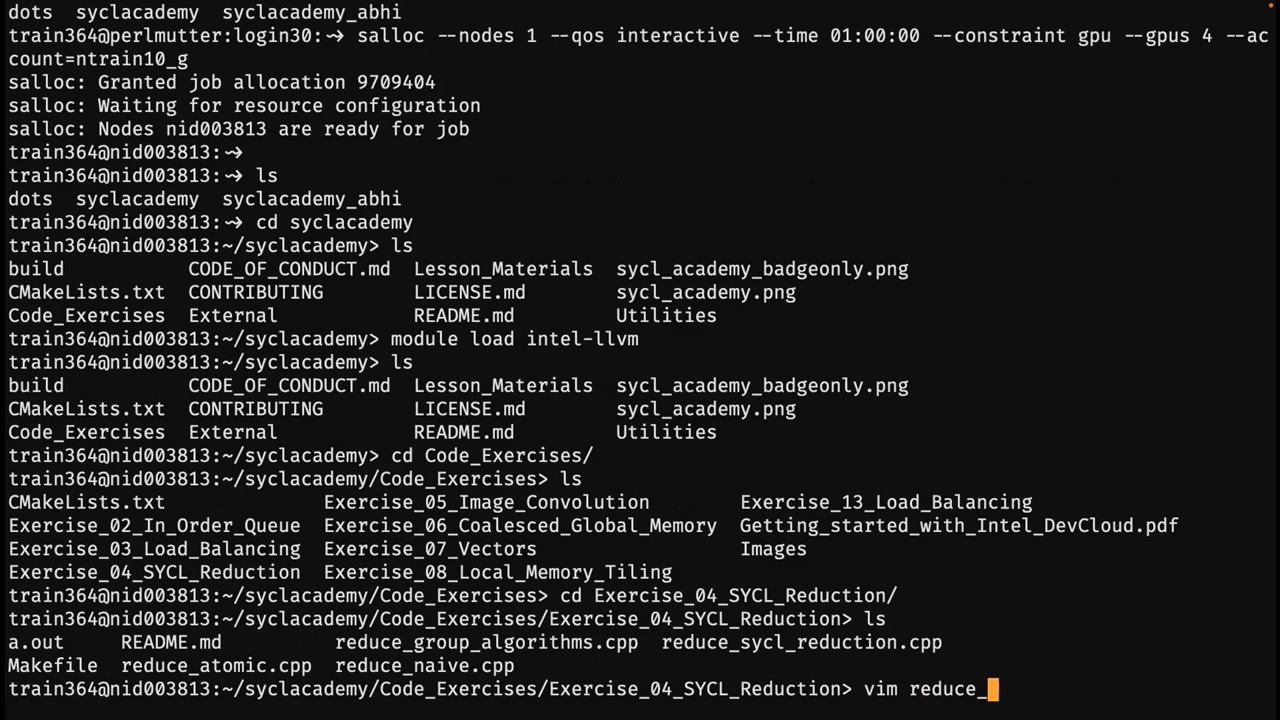 dots  syclacademy  syclacademy_abhi
train364@perlmutter:login30:~> salloc --nodes 1 --qos interactive --time 01:00:00 --constraint gpu --gpus 4 --ac
count=ntrain10_g
salloc: Granted job allocation 9709404
salloc: Waiting for resource configuration
salloc: Nodes nid003813 are ready for job
train364@nid003813:~>
train364@nid003813:~> ls
dots  syclacademy  syclacademy_abhi
train364@nid003813:~> cd syclacademy
train364@nid003813:~/syclacademy> ls
build           CODE_OF_CONDUCT.md  Lesson_Materials  sycl_academy_badgeonly.png
CMakeLists.txt  CONTRIBUTING        LICENSE.md        sycl_academy.png
Code_Exercises  External            README.md         Utilities
train364@nid003813:~/syclacademy> module load intel-llvm
train364@nid003813:~/syclacademy> ls
build           CODE_OF_CONDUCT.md  Lesson_Materials  sycl_academy_badgeonly.png
CMakeLists.txt  CONTRIBUTING        LICENSE.md        sycl_academy.png
Code_Exercises  External            README.md         Utilities
train364@nid003813:~/syclacademy> cd Code_Exercises/
train364@nid003813:~/syclacademy/Code_Exercises> ls
CMakeLists.txt              Exercise_05_Image_Convolution       Exercise_13_Load_Balancing
Exercise_02_In_Order_Queue  Exercise_06_Coalesced_Global_Memory  Getting_started_with_Intel_DevCloud.pdf
Exercise_03_Load_Balancing  Exercise_07_Vectors                  Images
Exercise_04_SYCL_Reduction  Exercise_08_Local_Memory_Tiling
train364@nid003813:~/syclacademy/Code_Exercises> cd Exercise_04_SYCL_Reduction/
train364@nid003813:~/syclacademy/Code_Exercises/Exercise_04_SYCL_Reduction> ls
a.out     README.md          reduce_group_algorithms.cpp  reduce_sycl_reduction.cpp
Makefile  reduce_atomic.cpp  reduce_naive.cpp
train364@nid003813:~/syclacademy/Code_Exercises/Exercise_04_SYCL_Reduction> vim reduce_